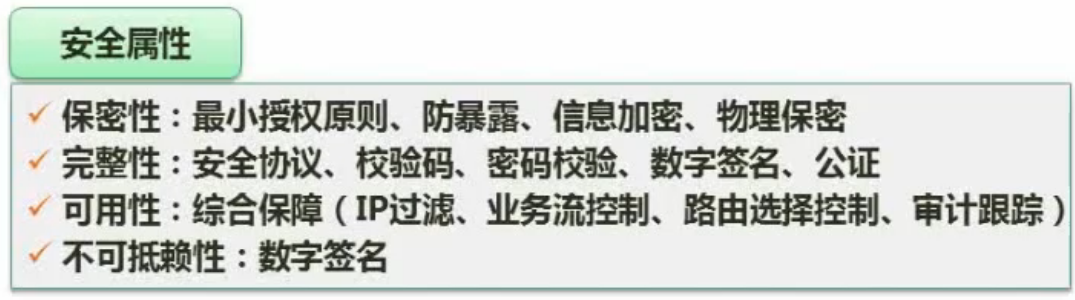 安全属性
✓ 保密性：最小授权原则、防暴露、信息加密、物理保密
✓ 完整性：安全协议、校验码、密码校验、数字签名、公证
✓ 可用性：综合保障（IP过滤、业务流控制、路由选择控制、审计跟踪）
✓ 不可抵赖性：数字签名